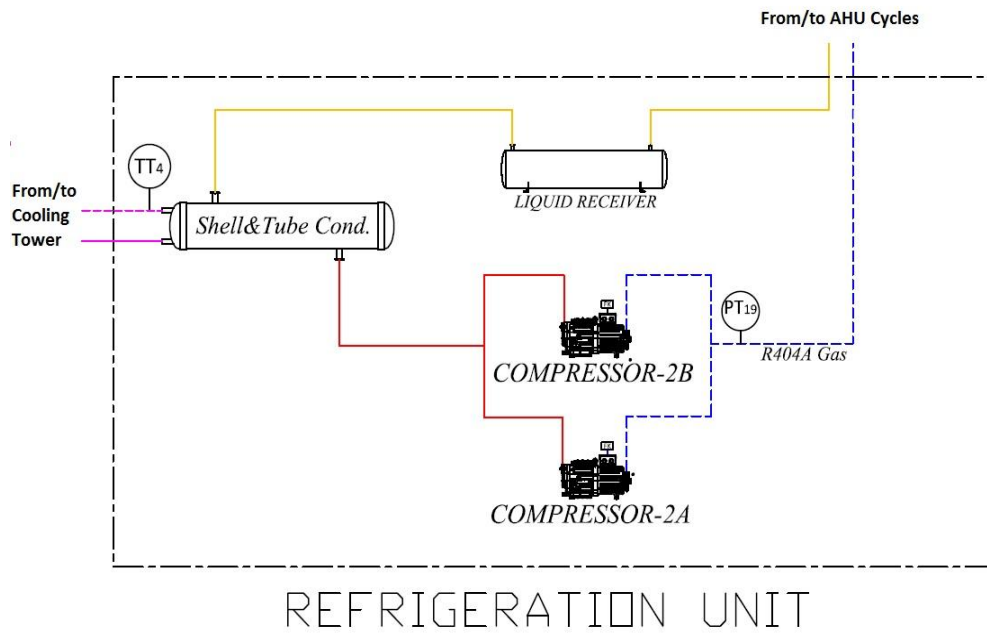 From/to AHU Cycles
TT4
From/to
Cooling
Tower
Shell&Tube Cond.
LIQUID RECEIVER
PT19
R404A Gas
COMPRESSOR-2B
COMPRESSOR-2A
REFRIGERATION UNIT